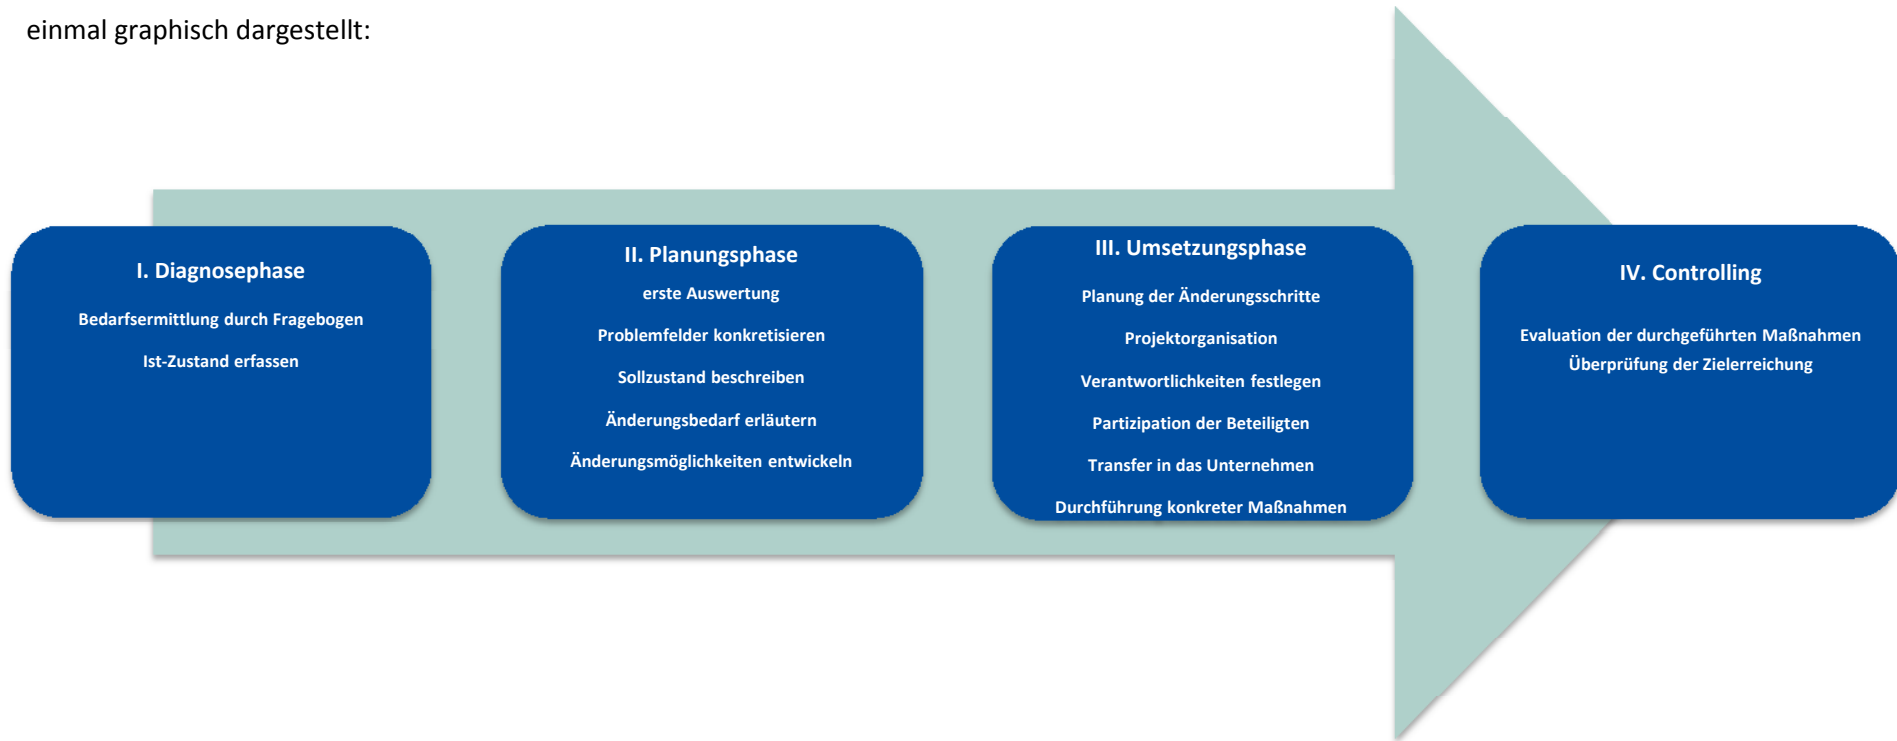 einmal graphisch dargestellt:
I. Diagnosephase
Bedarfsermittlung durch Fragebogen
Ist-Zustand erfassen
II. Planungsphase
erste Auswertung
Problemfelder konkretisieren
Sollzustand beschreiben
Änderungsbedarf erläutern
Änderungsmöglichkeiten entwickeln
III. Umsetzungsphase
Planung der Änderungsschritte
Projektorganisation
Verantwortlichkeiten festlegen
Partizipation der Beteiligten
Transfer in das Unternehmen
Durchführung konkreter Maßnahmen
IV. Controlling
Evaluation der durchgeführten Maßnahmen
Überprüfung der Zielerreichung